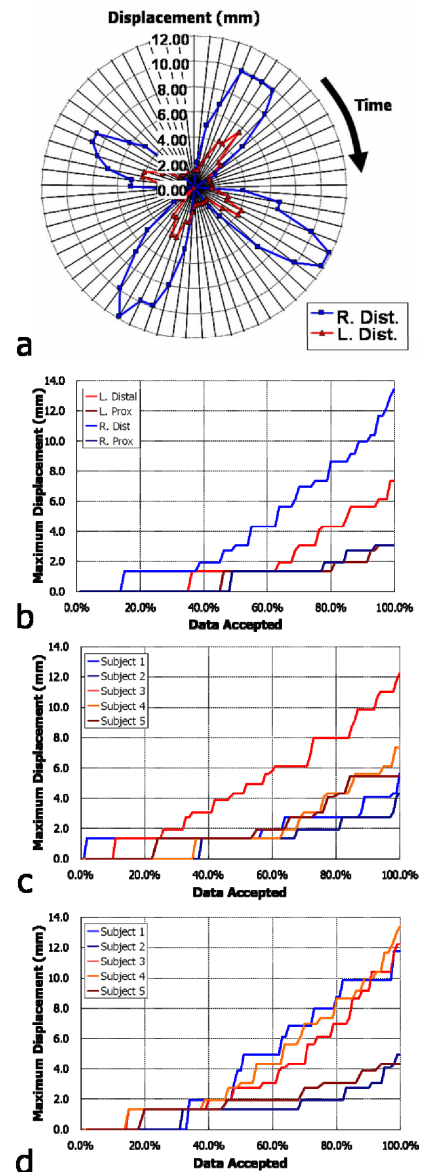 Displacement (mm)
12.00
10.00
8.00
6.00
4.00
2.00
0.00
Time
R. Dist.
L. Dist.
a
Maximum Displacement (mm)
14.0
12.0
10.0
8.0
6.0
4.0
2.0
0.0
L. Distal
L. Prox
R. Dist
R. Prox
0.0% 20.0% 40.0% 60.0% 80.0% 100.0%
Data Accepted
b
Maximum Displacement (mm)
14.0
12.0
10.0
8.0
6.0
4.0
2.0
0.0
Subject 1
Subject 2
Subject 3
Subject 4
Subject 5
0.0% 20.0% 40.0% 60.0% 80.0% 100.0%
Data Accepted
c
Maximum Displacement (mm)
14.0
12.0
10.0
8.0
6.0
4.0
2.0
0.0
Subject 1
Subject 2
Subject 3
Subject 4
Subject 5
0.0% 20.0% 40.0% 60.0% 80.0% 100.0%
Data Accepted
d